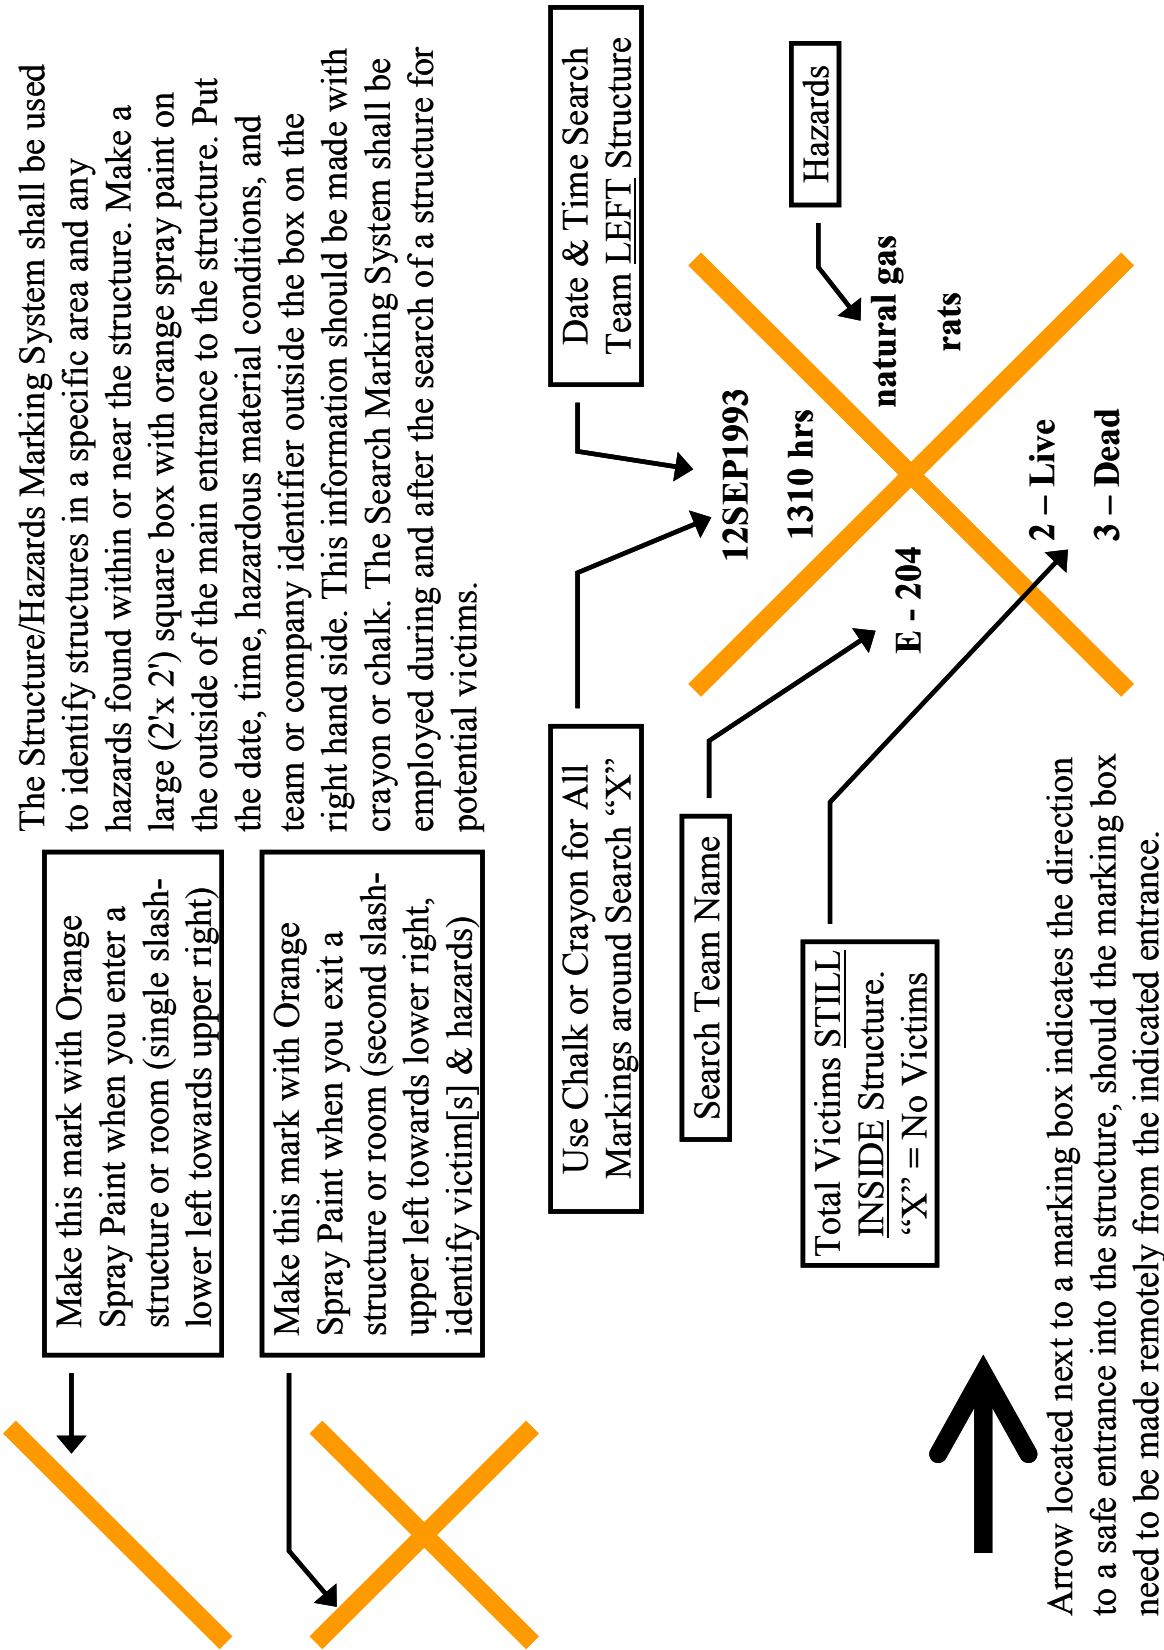 Make this mark with Orange
Spray Paint when you enter a
structure or room (single slash-
lower left towards upper right)
Make this mark with Orange
Spray Paint when you exit a
structure or room (second slash-
upper left towards lower right,
identify victim[s] & hazards)
The Structure/Hazards Marking System shall be used
to identify structures in a specific area and any
hazards found within or near the structure. Make a
large (2'x 2') square box with orange spray paint on
the outside of the main entrance to the structure. Put
the date, time, hazardous material conditions, and
team or company identifier outside the box on the
right hand side. This information should be made with
crayon or chalk. The Search Marking System shall be
employed during and after the search of a structure for
potential victims.
Use Chalk or Crayon for All
Markings around Search “X”
Date & Time Search
Team LEFT Structure
Search Team Name
12SEP1993
1310 hrs
Hazards
Total Victims STILL
INSIDE Structure.
“X” = No Victims
E - 204
natural gas
rats
2 – Live
3 – Dead
Arrow located next to a marking box indicates the direction
to a safe entrance into the structure, should the marking box
need to be made remotely from the indicated entrance.